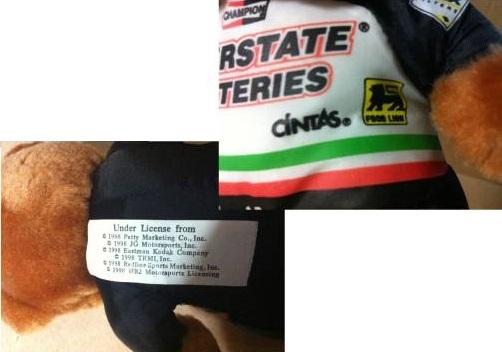 CHAMPION
RSTATE®
TERIES
CINTAS®
FOOD LION
Under License from
© 1998 Petty Marketing Co., Inc.
© 1998 JG Motorsports, Inc.
© 1998 Eastman Kodak Company
© 1998 TRMI, Inc.
© 1998 Redline Sports Marketing, Inc.
© 1998 WB2 Motorsports Licensing